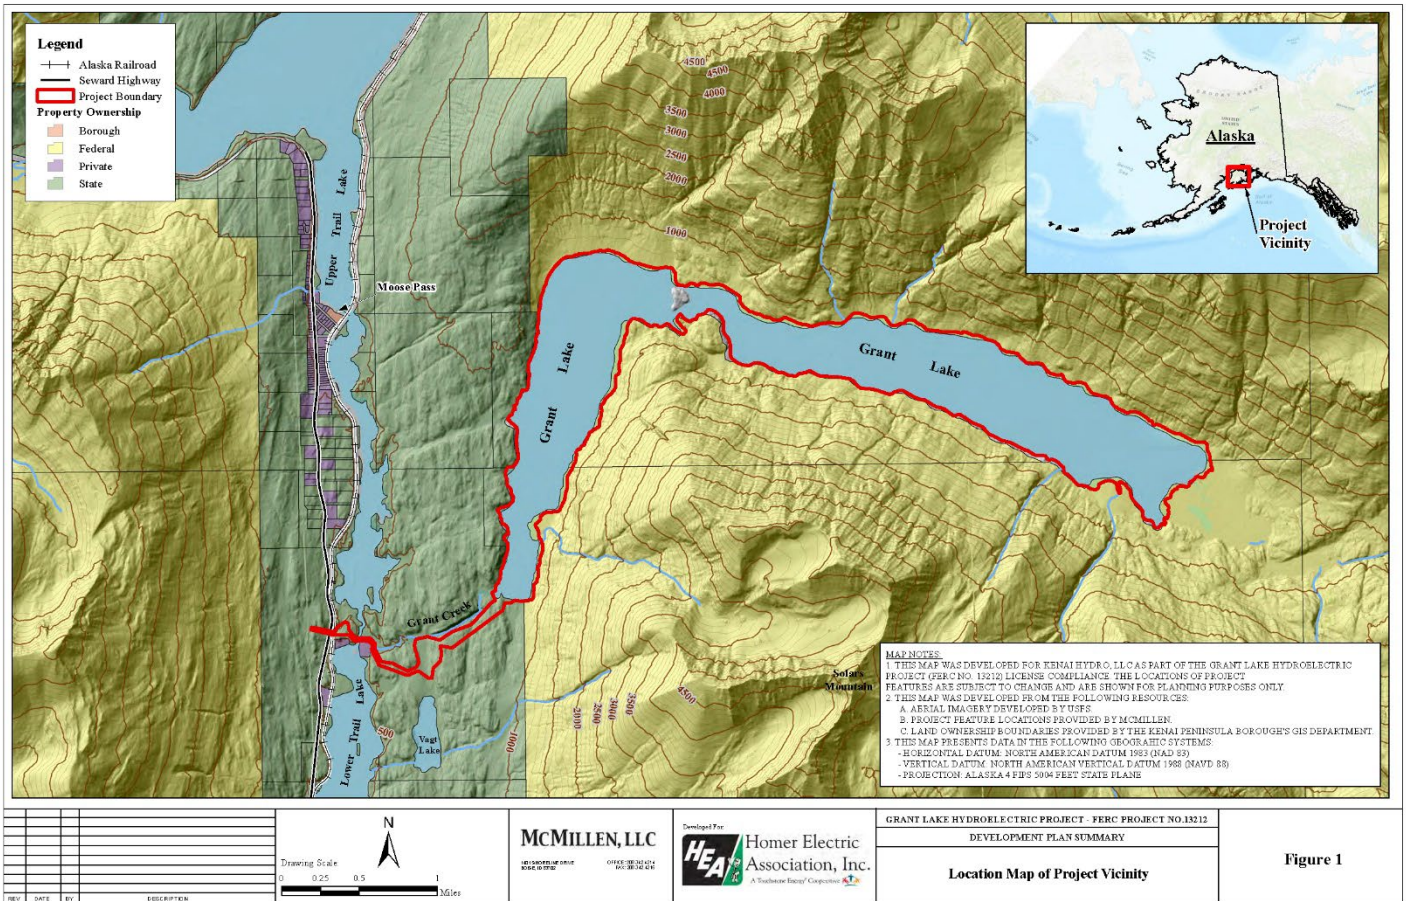 Legend
Alaska Railroad
Seward Highway
Project Boundary
Property Ownership
Borough
Federal
Private
State
4500
4500
4000
3500
3000
2500
2000
1000
Alaska
Project
Vicinity
Upper Trail Lake
Moose Pass
Grant Lake
Grant Lake
Grant Creek
Lower Trail Lake
500
Vagt
Lake
1000
2000
2500
3000
3500
4500
Solars
Mountain
MAP NOTES:
1. THIS MAP WAS DEVELOPED FOR KENAI HYDRO, LLC AS PART OF THE GRANT LAKE HYDROELECTRIC
PROJECT (FERC NO. 13212) LICENSE COMPLIANCE. THE LOCATIONS OF PROJECT
FEATURES ARE SUBJECT TO CHANGE AND ARE SHOWN FOR PLANNING PURPOSES ONLY.
2. THIS MAP WAS DEVELOPED FROM THE FOLLOWING RESOURCES:
A. AERIAL IMAGERY DEVELOPED BY USFS.
B. PROJECT FEATURE LOCATIONS PROVIDED BY MCMILLEN.
C. LAND OWNERSHIP BOUNDARIES PROVIDED BY THE KENAI PENINSULA BOROUGH'S GIS DEPARTMENT.
3. THIS MAP PRESENTS DATA IN THE FOLLOWING GEOGRAHIC SYSTEMS:
- HORIZONTAL DATUM: NORTH AMERICAN DATUM 1983 (NAD 83)
- VERTICAL DATUM: NORTH AMERICAN VERTICAL DATUM 1988 (NAVD 88)
- PROJECTION: ALASKA 4 FIPS 5004 FEET STATE PLANE
REV DATE BY DESCRIPTION
N
Drawing Scale
0 0.25 0.5 1
Miles
MCMILLEN, LLC
Developed For:
HEA
Homer Electric
Association, Inc.
A Touchstone Energy® Cooperative
GRANT LAKE HYDROELECTRIC PROJECT - FERC PROJECT NO.13212
DEVELOPMENT PLAN SUMMARY
Location Map of Project Vicinity
Figure 1